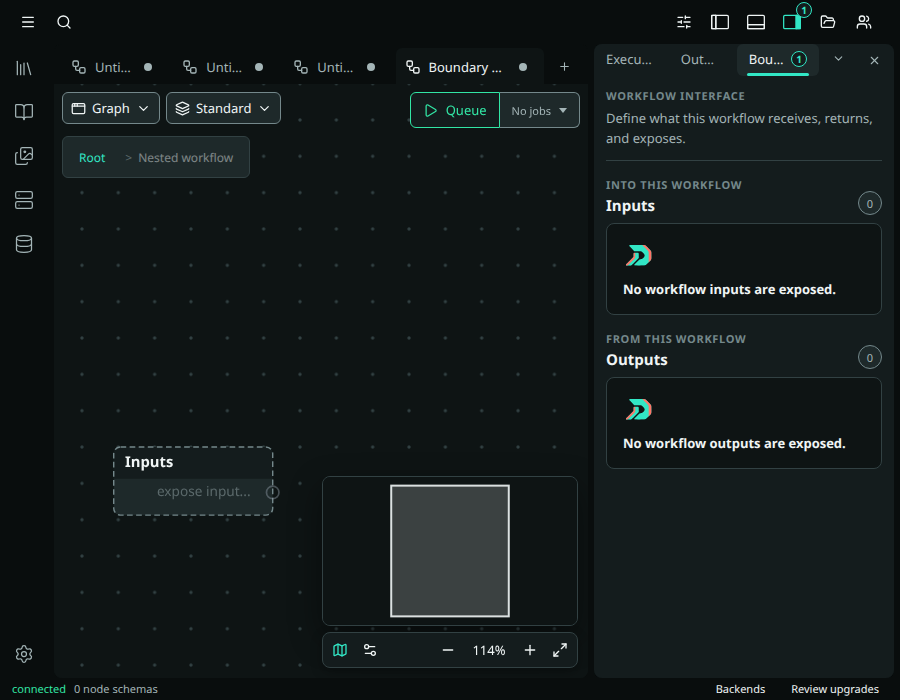 1
Unti...
Unti...
Unti...
Boundary ...
Execu...
Out...
Bou...
1
Graph
Standard
Queue
No jobs
Root > Nested workflow
WORKFLOW INTERFACE
Define what this workflow receives, returns,
and exposes.
INTO THIS WORKFLOW
Inputs
0
No workflow inputs are exposed.
FROM THIS WORKFLOW
Outputs
0
No workflow outputs are exposed.
Inputs
expose input...
114%
connected
0 node schemas
Backends
Review upgrades